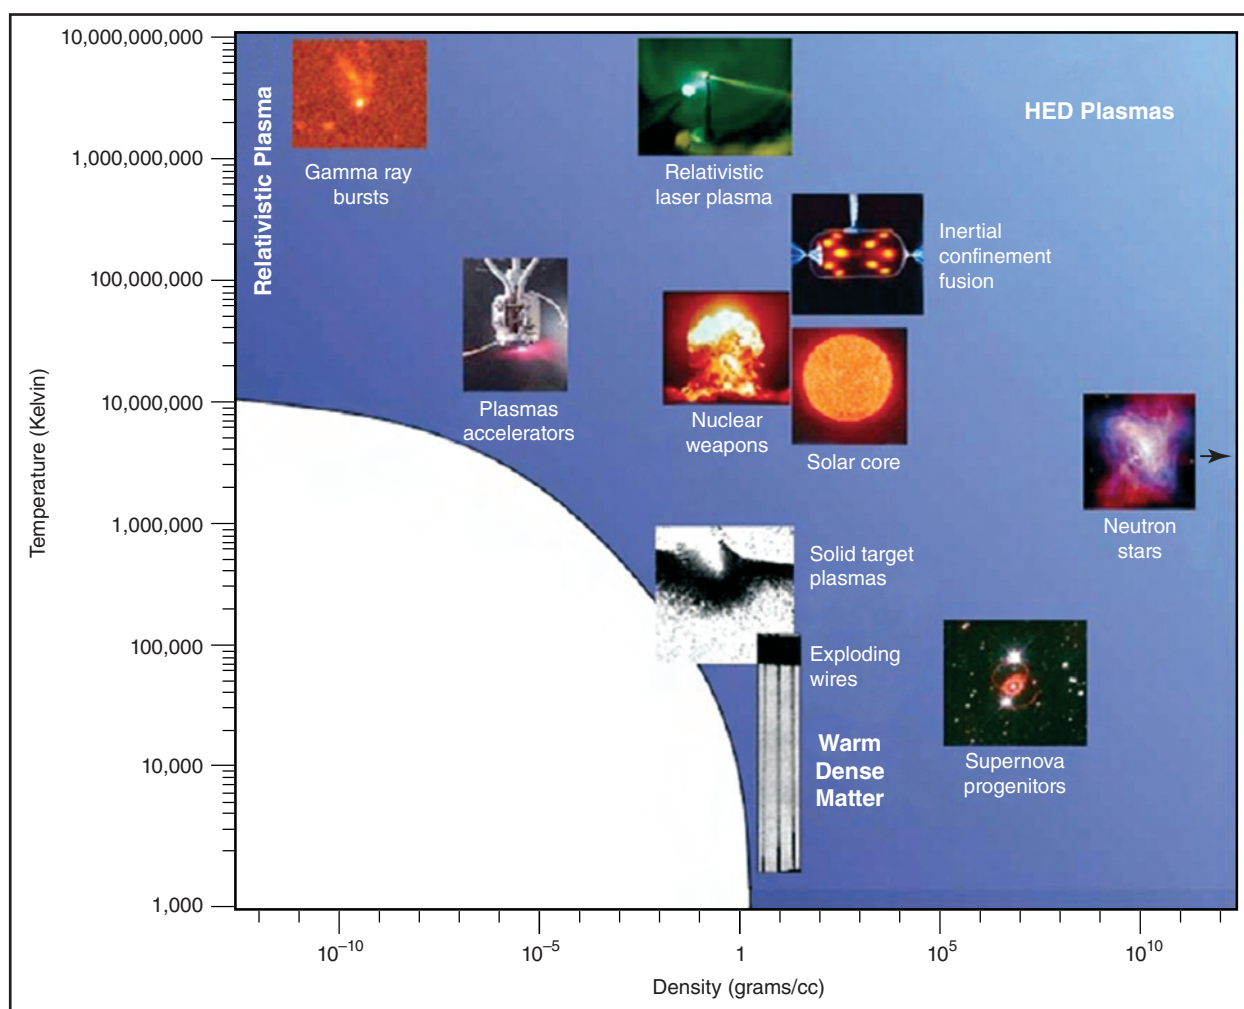 10,000,000,000
1,000,000,000
100,000,000
10,000,000
1,000,000
100,000
10,000
1,000
Temperature (Kelvin)
Relativistic Plasma
HED Plasmas
Gamma ray
bursts
Relativistic
laser plasma
Inertial
confinement
fusion
Plasmas
accelerators
Nuclear
weapons
Solar core
Neutron
stars
Solid target
plasmas
Exploding
wires
Warm
Dense
Matter
Supernova
progenitors
10⁻¹⁰
10⁻⁵
1
10⁵
10¹⁰
Density (grams/cc)